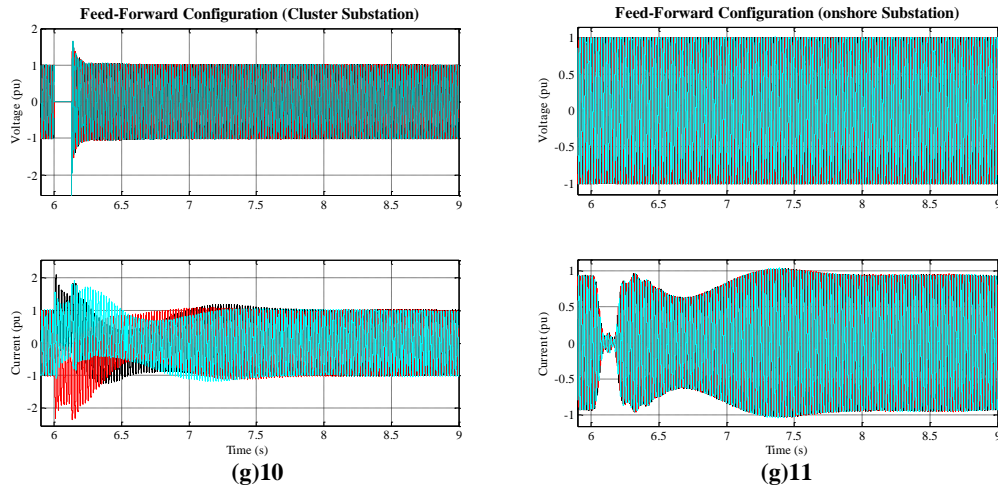 Feed-Forward Configuration (Cluster Substation)
2
1
0
-1
-2
Voltage (pu)
6 6.5 7 7.5 8 8.5 9
2
1
0
-1
-2
Current (pu)
6 6.5 7 7.5 8 8.5 9
Time (s)
(g)10
Feed-Forward Configuration (onshore Substation)
1
0.5
0
-0.5
-1
Voltage (pu)
6 6.5 7 7.5 8 8.5 9
1
0.5
0
-0.5
-1
Current (pu)
6 6.5 7 7.5 8 8.5 9
Time (s)
(g)11